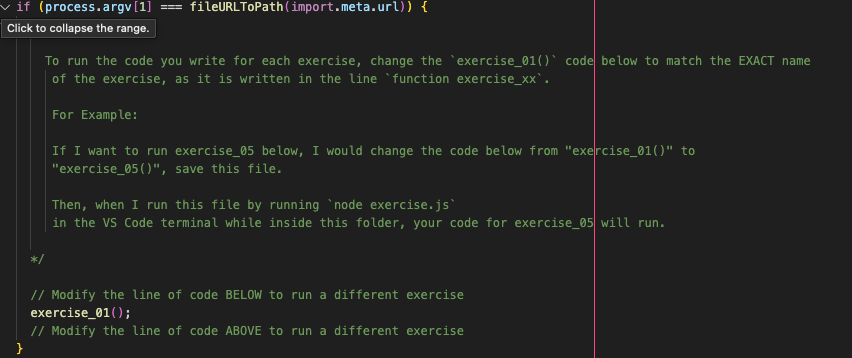 if (process.argv[1] === fileURLToPath(import.meta.url)) {
Click to collapse the range.
To run the code you write for each exercise, change the `exercise_01()` code below to match the EXACT name
of the exercise, as it is written in the line `function exercise_xx`.
For Example:
If I want to run exercise_05 below, I would change the code below from "exercise_01()" to
"exercise_05()", save this file.
Then, when I run this file by running `node exercise.js`
in the VS Code terminal while inside this folder, your code for exercise_05 will run.
*/
// Modify the line of code BELOW to run a different exercise
exercise_01();
// Modify the line of code ABOVE to run a different exercise
}